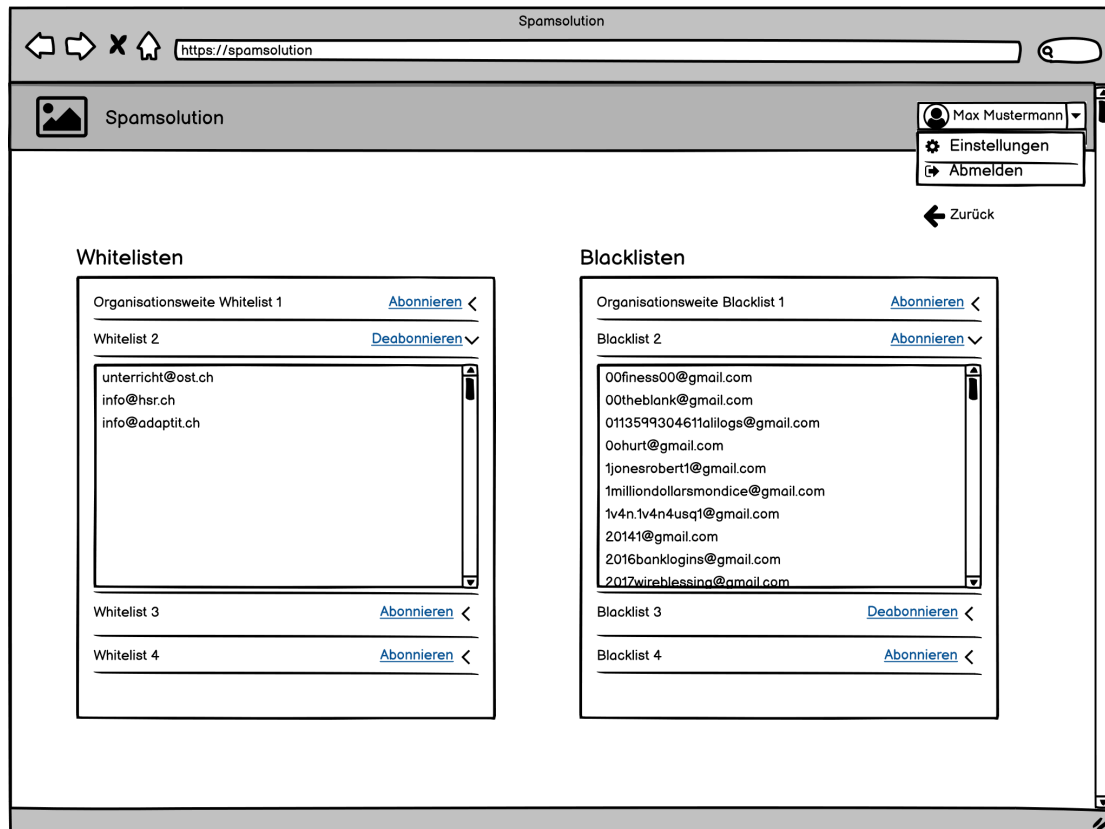 Spamsolution
https://spamsolution
Spamsolution
Max Mustermann
Einstellungen
Abmelden
Zurück
Whitelisten
Organisationsweite Whitelist 1 Abonnieren
Whitelist 2 Deabonnieren
unterricht@ost.ch
info@hsr.ch
info@adaptit.ch
Whitelist 3 Abonnieren
Whitelist 4 Abonnieren
Blacklisten
Organisationsweite Blacklist 1 Abonnieren
Blacklist 2 Abonnieren
00finess00@gmail.com
00theblank@gmail.com
0113599304611alilogs@gmail.com
0ohurt@gmail.com
1jonesrobert1@gmail.com
1milliondollarsmondice@gmail.com
1v4n.1v4n4usq1@gmail.com
20141@gmail.com
2016banklogins@gmail.com
2017wireblessing@gmail.com
Blacklist 3 Deabonnieren
Blacklist 4 Abonnieren